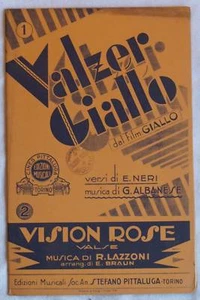 1
Valzer
Giallo
dal Film GIALLO
versi di E. NERI
musica di G. ALBANESE
2
VISION ROSE
VALSE
MUSICA DI R. LAZZONI
arrang. di E. BRAUN
Edizioni Musicali Soc. An. STEFANO PITTALUGA-TORINO